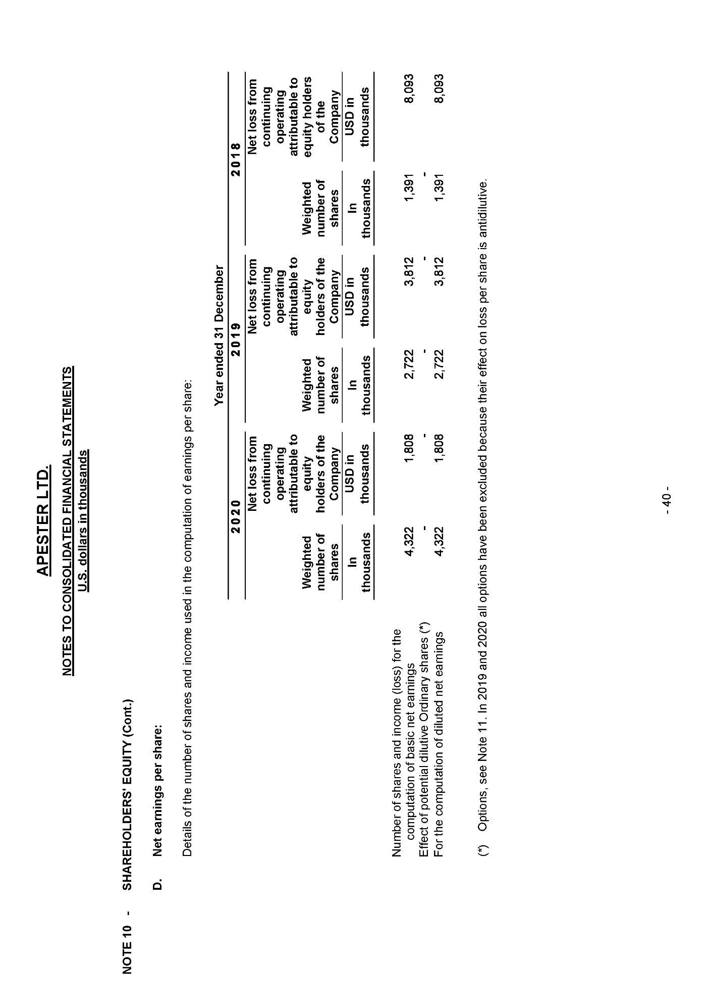 APESTER LTD.
NOTES TO CONSOLIDATED FINANCIAL STATEMENTS
U.S. dollars in thousands
NOTE 10 - SHAREHOLDERS' EQUITY (Cont.)
D. Net earnings per share:
Details of the number of shares and income used in the computation of earnings per share:
Year ended 31 December
2020 2019 2018
Net loss from Net loss from Net loss from
continuing continuing continuing
operating operating operating
attributable to attributable to attributable to
Weighted equity Weighted equity Weighted equity holders
number of holders of the number of holders of the number of of the
shares Company shares Company shares Company
In USD in In USD in In USD in
thousands thousands thousands thousands thousands thousands
Number of shares and income (loss) for the
computation of basic net earnings 4,322 1,808 2,722 3,812 1,391 8,093
Effect of potential dilutive Ordinary shares (*) - - - - -
For the computation of diluted net earnings 4,322 1,808 2,722 3,812 1,391 8,093
(*) Options, see Note 11. In 2019 and 2020 all options have been excluded because their effect on loss per share is antidilutive.
- 40 -